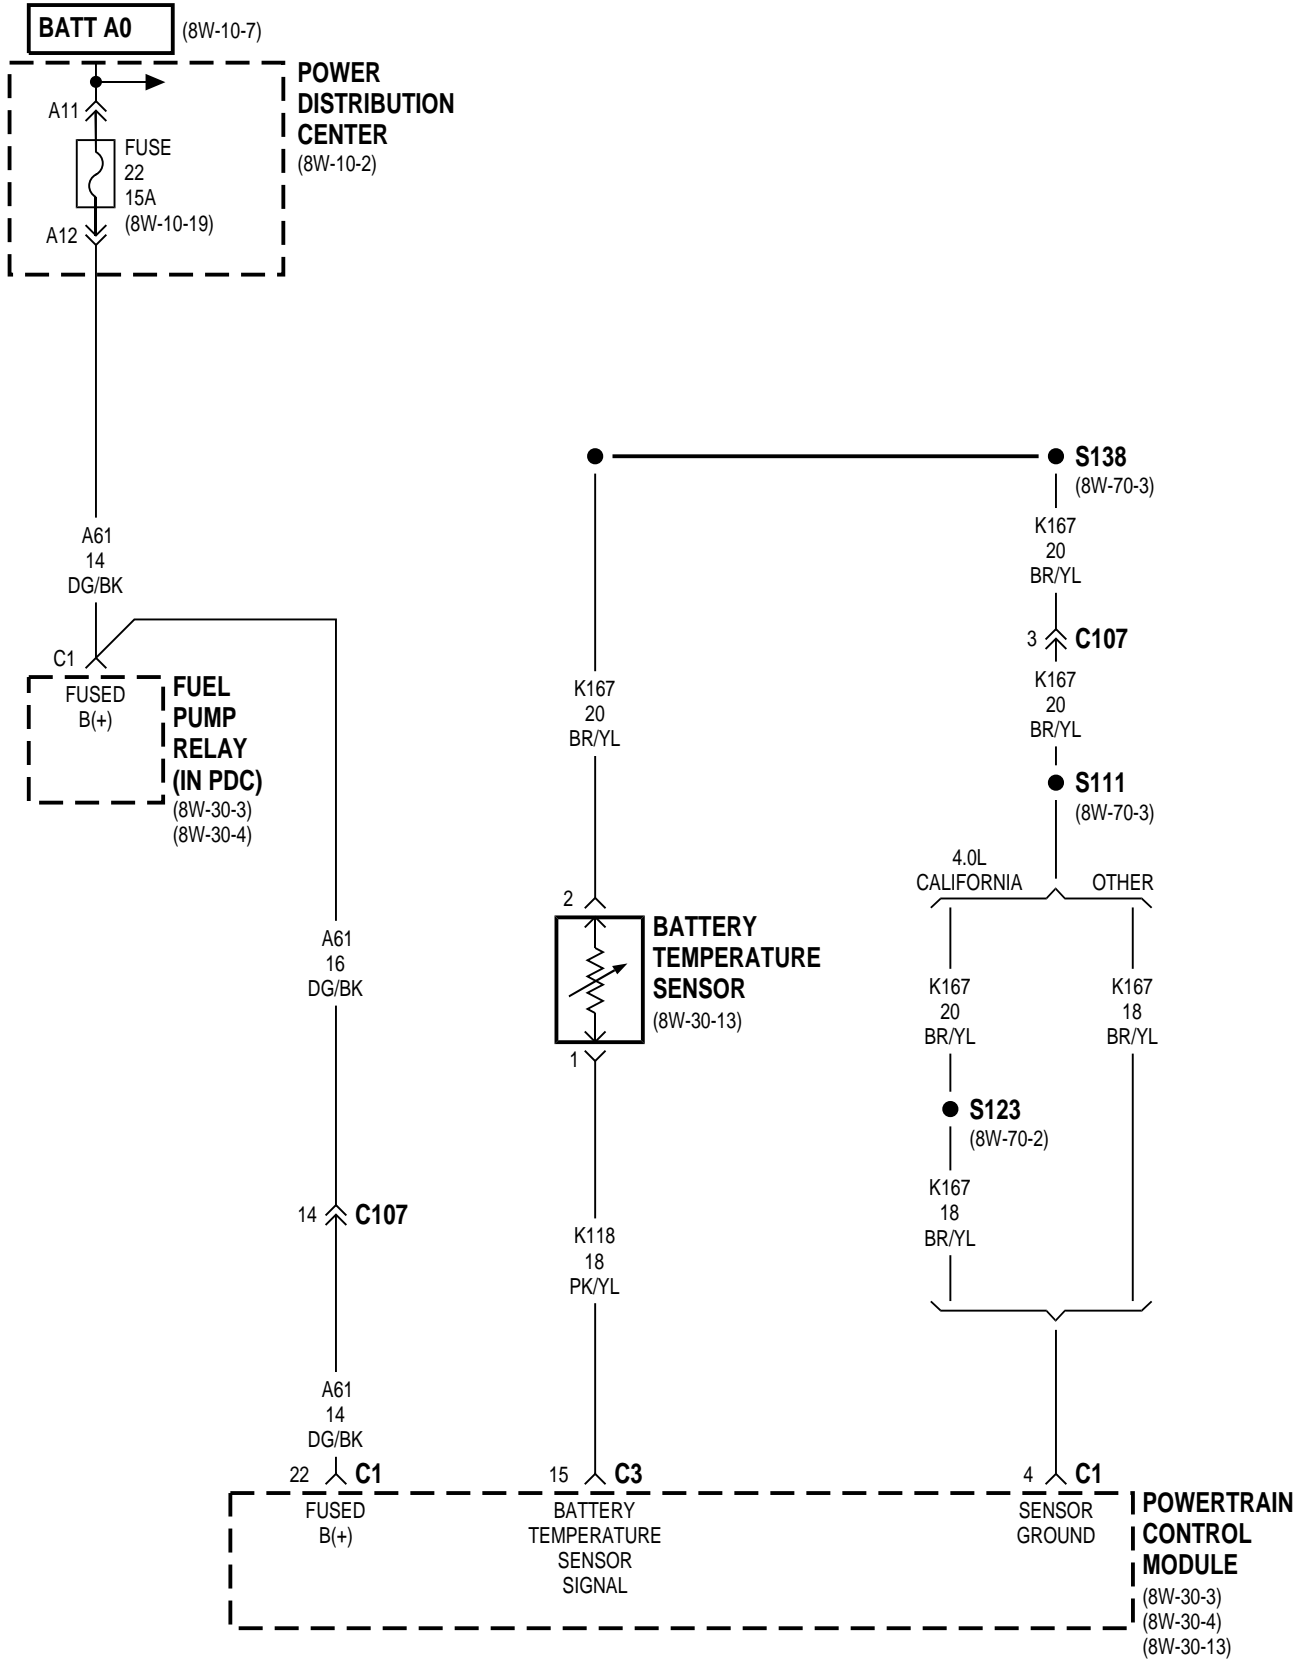 BATT A0
(8W-10-7)
POWER
DISTRIBUTION
CENTER
(8W-10-2)
A11
FUSE
22
15A
(8W-10-19)
A12
A61
14
DG/BK
C1
FUSED
B(+)
FUEL
PUMP
RELAY
(IN PDC)
(8W-30-3)
(8W-30-4)
A61
16
DG/BK
14
C107
A61
14
DG/BK
22
C1
FUSED
B(+)
K167
20
BR/YL
2
BATTERY
TEMPERATURE
SENSOR
(8W-30-13)
1
K118
18
PK/YL
15
C3
BATTERY
TEMPERATURE
SENSOR
SIGNAL
S138
(8W-70-3)
K167
20
BR/YL
3
C107
K167
20
BR/YL
S111
(8W-70-3)
4.0L
CALIFORNIA
OTHER
K167
20
BR/YL
K167
18
BR/YL
S123
(8W-70-2)
K167
18
BR/YL
4
C1
SENSOR
GROUND
POWERTRAIN
CONTROL
MODULE
(8W-30-3)
(8W-30-4)
(8W-30-13)